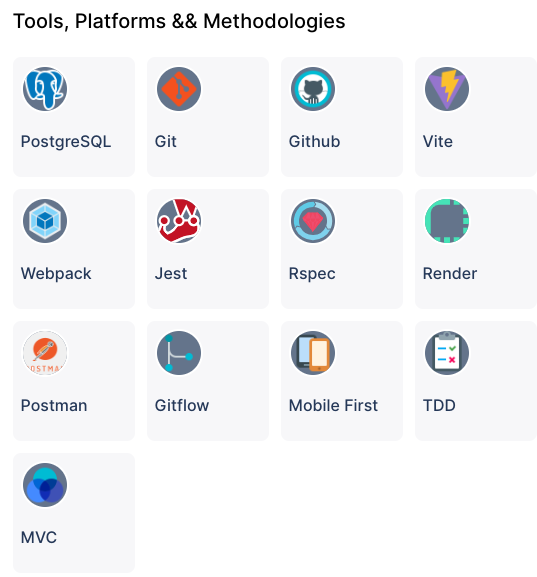 Tools, Platforms && Methodologies
PostgreSQL
Git
Github
Vite
Webpack
Jest
Rspec
Render
POSTMAN
Postman
Gitflow
Mobile First
TDD
MVC